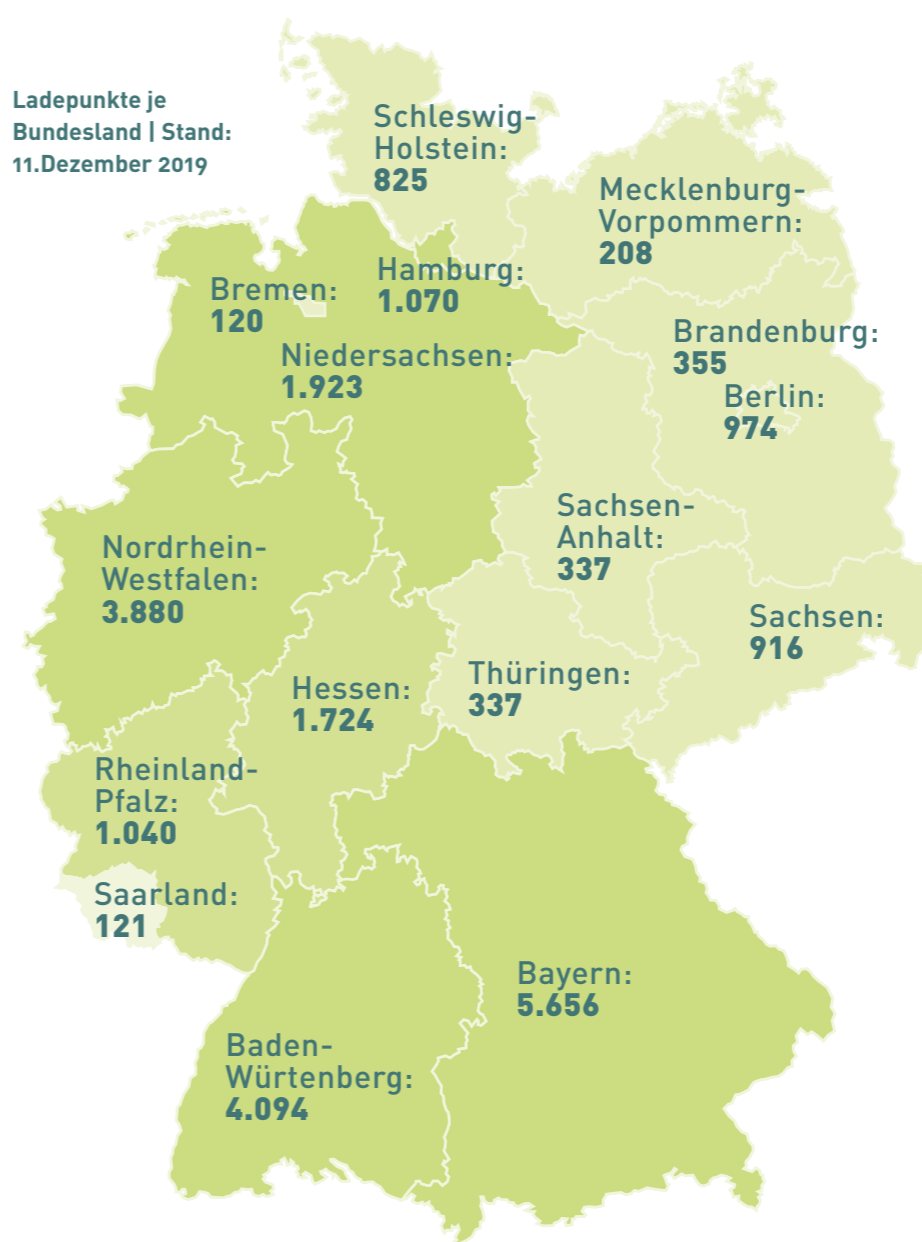 Ladepunkte je
Bundesland | Stand:
11.Dezember 2019
Schleswig-
Holstein:
825
Mecklenburg-
Vorpommern:
208
Hamburg:
1.070
Bremen:
120
Niedersachsen:
1.923
Brandenburg:
355
Berlin:
974
Sachsen-
Anhalt:
337
Nordrhein-
Westfalen:
3.880
Sachsen:
916
Thüringen:
337
Hessen:
1.724
Rheinland-
Pfalz:
1.040
Saarland:
121
Bayern:
5.656
Baden-
Würtenberg:
4.094